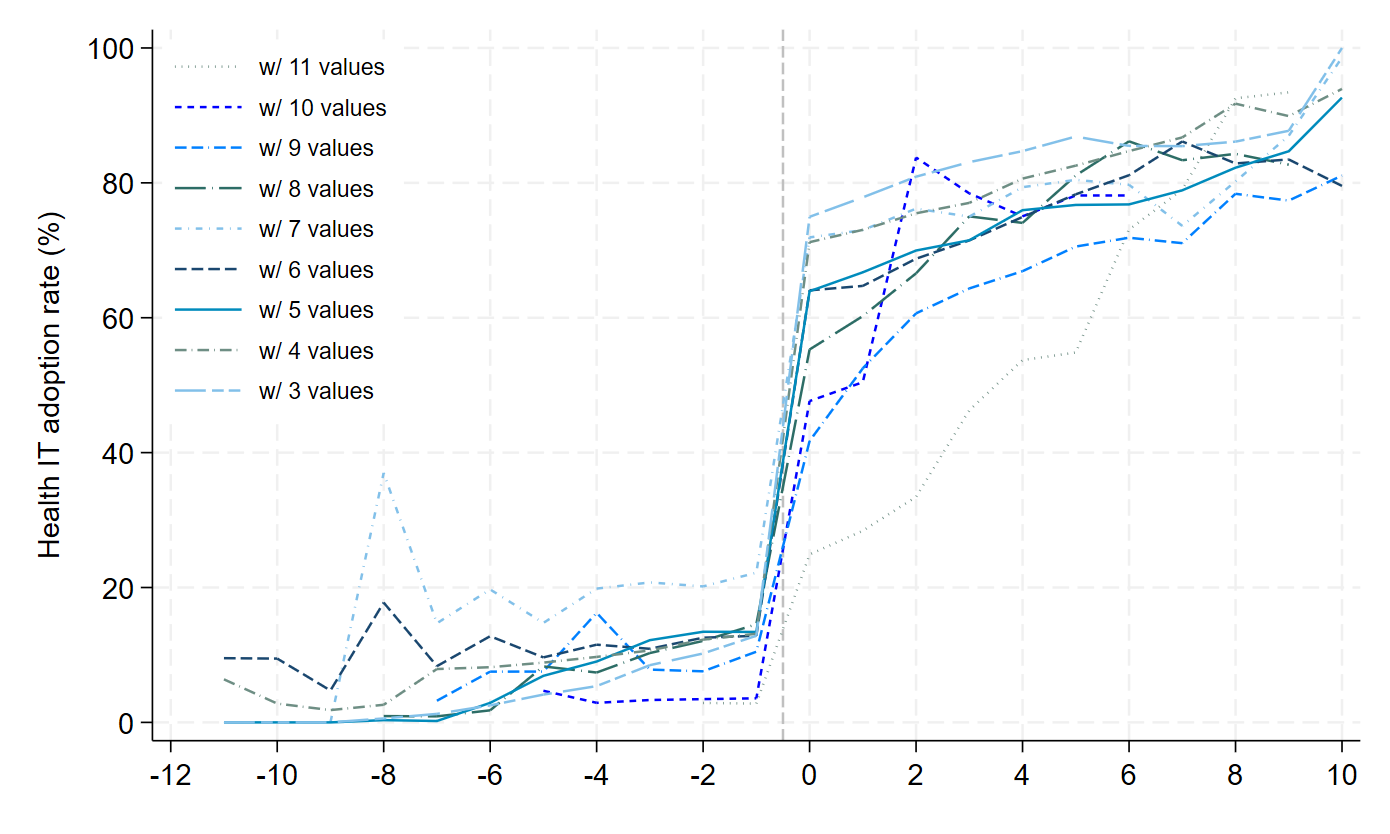 Health IT adoption rate (%)
100
80
60
40
20
0
w/ 11 values
w/ 10 values
w/ 9 values
w/ 8 values
w/ 7 values
w/ 6 values
w/ 5 values
w/ 4 values
w/ 3 values
-12 -10 -8 -6 -4 -2 0 2 4 6 8 10